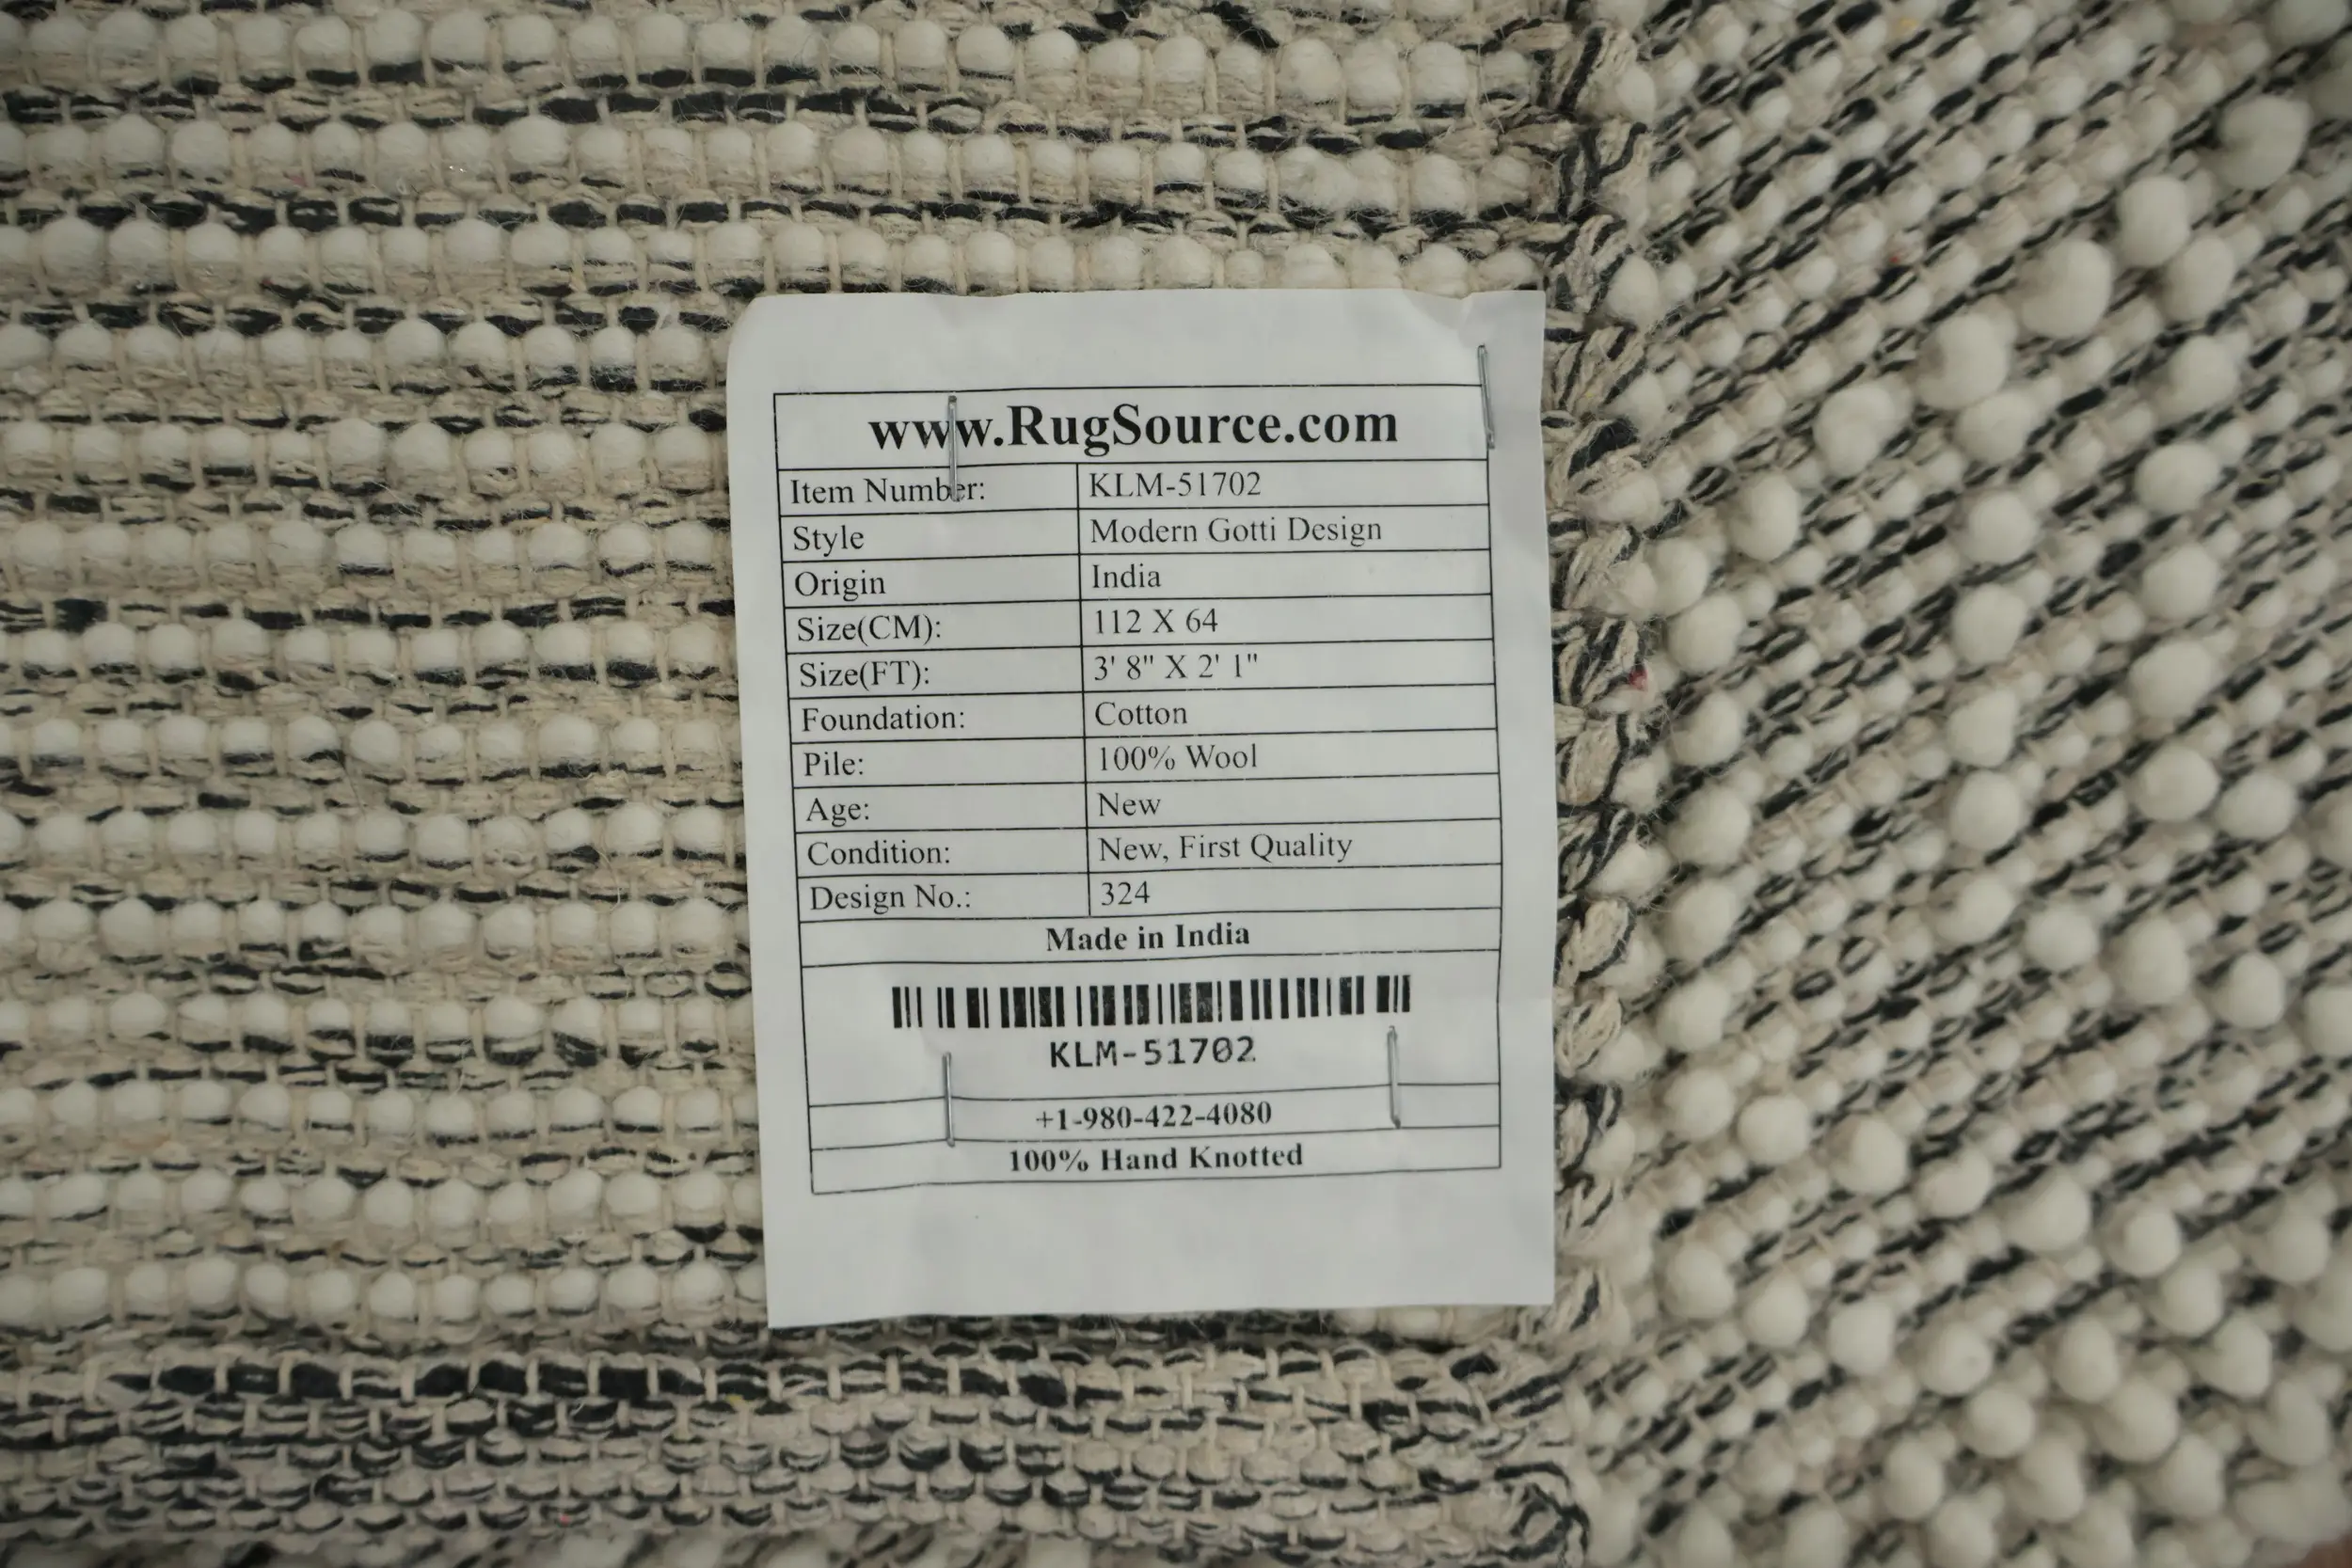 www.RugSource.com
Item Number: KLM-51702
Style Modern Gotti Design
Origin India
Size(CM): 112 X 64
Size(FT): 3' 8" X 2' 1"
Foundation: Cotton
Pile: 100% Wool
Age: New
Condition: New, First Quality
Design No.: 324
Made in India
KLM-51702
+1-980-422-4080
100% Hand Knotted